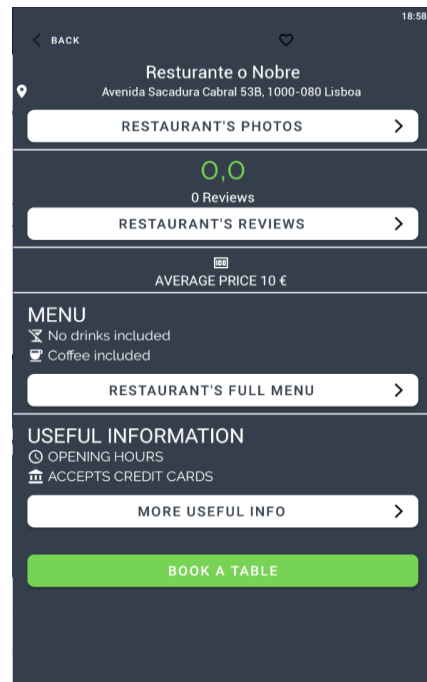 18:58
BACK
Resturante o Nobre
Avenida Sacadura Cabral 53B, 1000-080 Lisboa
RESTAURANT'S PHOTOS
0,0
0 Reviews
RESTAURANT'S REVIEWS
AVERAGE PRICE 10 €
MENU
No drinks included
Coffee included
RESTAURANT'S FULL MENU
USEFUL INFORMATION
OPENING HOURS
ACCEPTS CREDIT CARDS
MORE USEFUL INFO
BOOK A TABLE